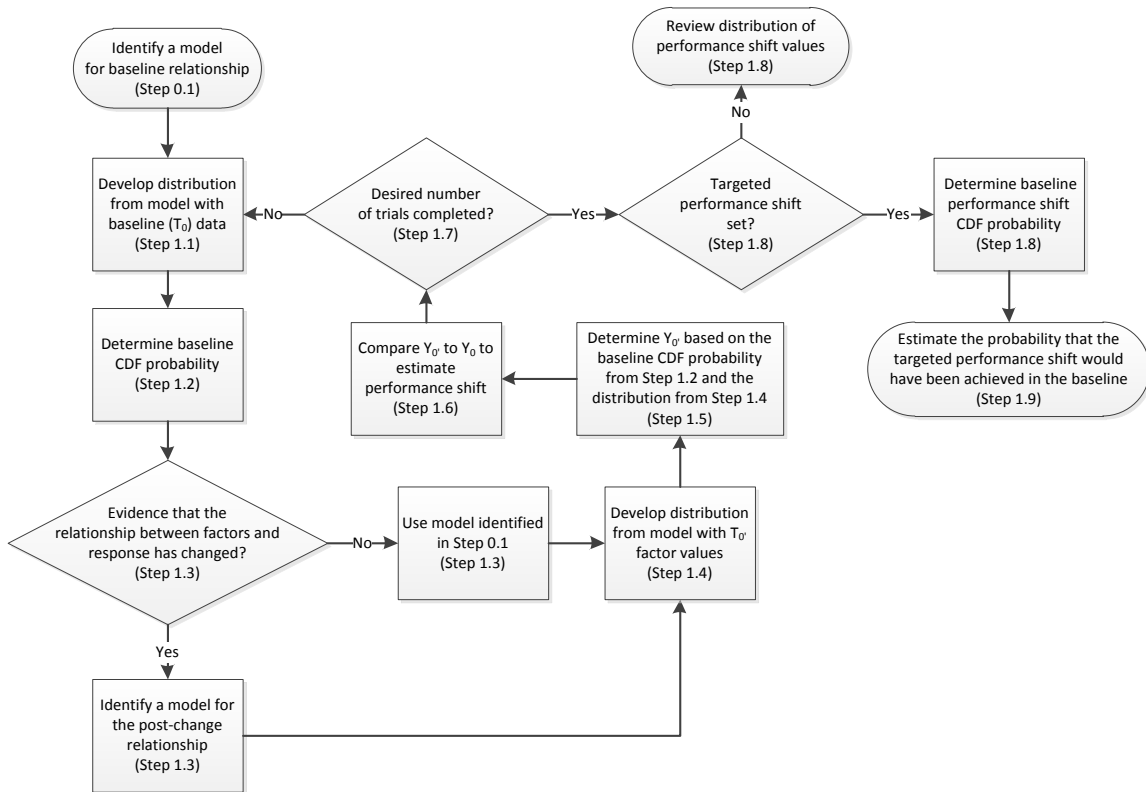 Identify a model
for baseline relationship
(Step 0.1)
Review distribution of
performance shift values
(Step 1.8)
No
Develop distribution
from model with
baseline (T₀) data
(Step 1.1)
No
Desired number
of trials completed?
(Step 1.7)
Yes
Targeted
performance shift
set?
(Step 1.8)
Yes
Determine baseline
performance shift
CDF probability
(Step 1.8)
Determine baseline
CDF probability
(Step 1.2)
Compare Y₀' to Y₀ to
estimate
performance shift
(Step 1.6)
Determine Y₀' based on the
baseline CDF probability
from Step 1.2 and the
distribution from Step 1.4
(Step 1.5)
Estimate the probability that the
targeted performance shift would
have been achieved in the baseline
(Step 1.9)
Evidence that the
relationship between factors and
response has changed?
(Step 1.3)
No
Use model identified
in Step 0.1
(Step 1.3)
Develop distribution
from model with T₀'
factor values
(Step 1.4)
Yes
Identify a model for
the post-change
relationship
(Step 1.3)